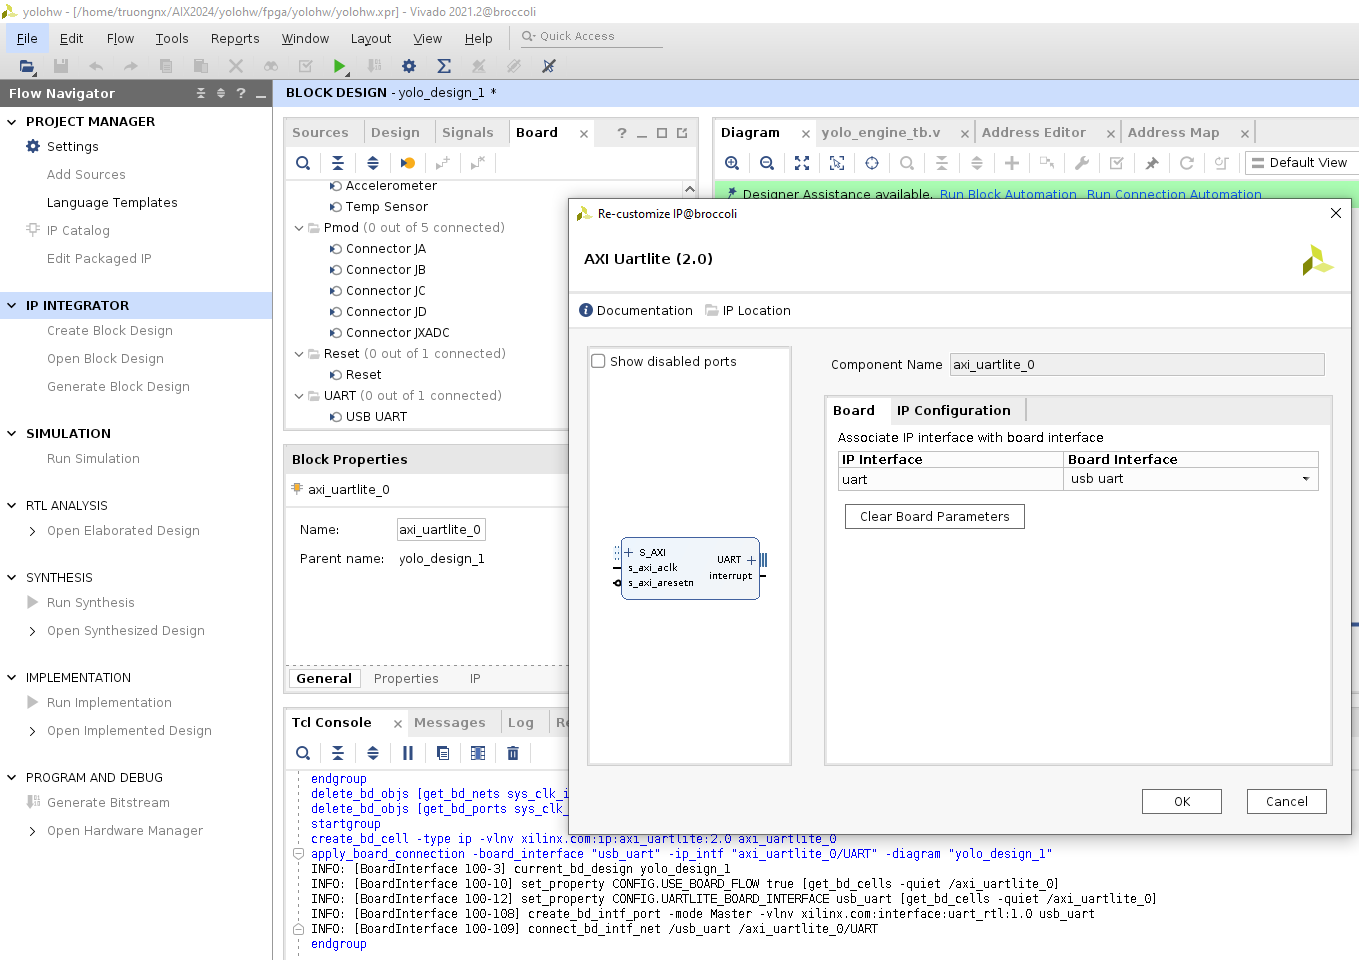 yolohw - [/home/truongnx/AIX2024/yolohw/fpga/yolohw/yolohw.xpr] - Vivado 2021.2@broccoli
File Edit Flow Tools Reports Window Layout View Help Quick Access
Flow Navigator
BLOCK DESIGN - yolo_design_1 *
PROJECT MANAGER
Settings
Add Sources
Language Templates
IP Catalog
Edit Packaged IP
IP INTEGRATOR
Create Block Design
Open Block Design
Generate Block Design
SIMULATION
Run Simulation
RTL ANALYSIS
Open Elaborated Design
SYNTHESIS
Run Synthesis
Open Synthesized Design
IMPLEMENTATION
Run Implementation
Open Implemented Design
PROGRAM AND DEBUG
Generate Bitstream
Open Hardware Manager
Sources Design Signals Board
Accelerometer
Temp Sensor
Pmod (0 out of 5 connected)
Connector JA
Connector JB
Connector JC
Connector JD
Connector JXADC
Reset (0 out of 1 connected)
Reset
UART (0 out of 1 connected)
USB UART
Block Properties
axi_uartlite_0
Name: axi_uartlite_0
Parent name: yolo_design_1
General Properties IP
Diagram yolo_engine_tb.v Address Editor Address Map
Default View
Designer Assistance available. Run Block Automation Run Connection Automation
Re-customize IP@broccoli
AXI Uartlite (2.0)
Documentation IP Location
Show disabled ports
S_AXI
s_axi_aclk
s_axi_aresetn
UART
interrupt
Component Name axi_uartlite_0
Board IP Configuration
Associate IP interface with board interface
IP Interface Board Interface
uart usb uart
Clear Board Parameters
OK Cancel
Tcl Console Messages Log Re
endgroup
delete_bd_objs [get_bd_nets sys_clk_i
delete_bd_objs [get_bd_ports sys_clk_
startgroup
create_bd_cell -type ip -vlnv xilinx.com:ip:axi_uartlite:2.0 axi_uartlite_0
apply_board_connection -board_interface "usb_uart" -ip_intf "axi_uartlite_0/UART" -diagram "yolo_design_1"
INFO: [BoardInterface 100-3] current_bd_design yolo_design_1
INFO: [BoardInterface 100-10] set_property CONFIG.USE_BOARD_FLOW true [get_bd_cells -quiet /axi_uartlite_0]
INFO: [BoardInterface 100-12] set_property CONFIG.UARTLITE_BOARD_INTERFACE usb_uart [get_bd_cells -quiet /axi_uartlite_0]
INFO: [BoardInterface 100-108] create_bd_intf_port -mode Master -vlnv xilinx.com:interface:uart_rtl:1.0 usb_uart
INFO: [BoardInterface 100-109] connect_bd_intf_net /usb_uart /axi_uartlite_0/UART
endgroup